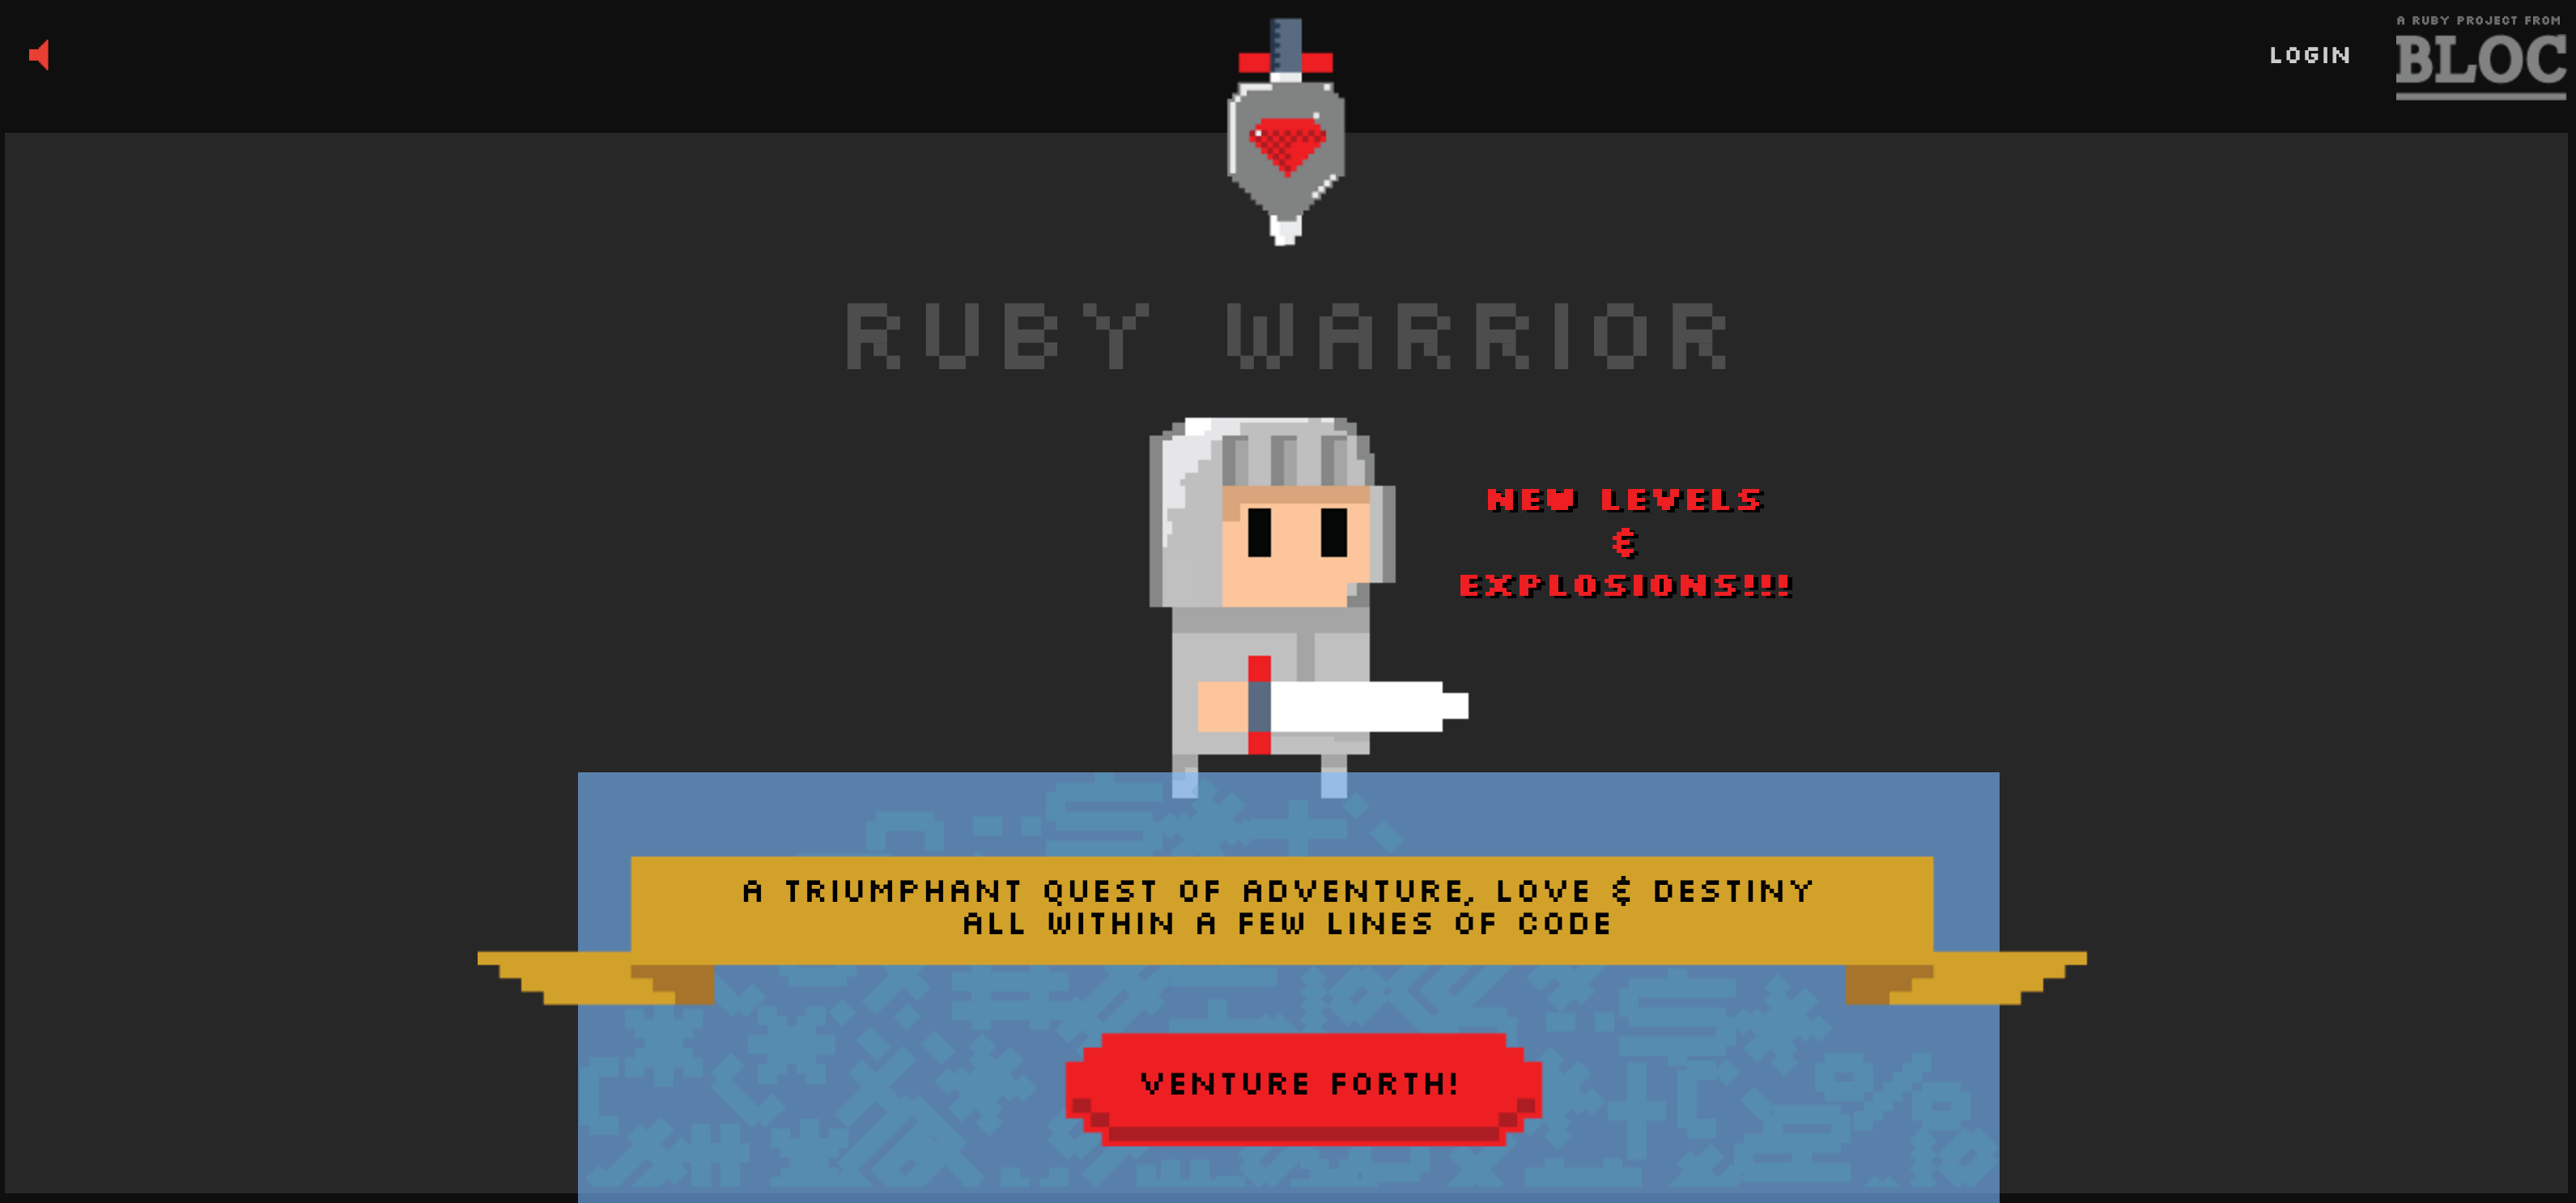 LOGIN
A RUBY PROJECT FROM
BLOC
RUBY WARRIOR
NEW LEVELS
&
EXPLOSIONS!!!
A TRIUMPHANT QUEST OF ADVENTURE, LOVE & DESTINY
ALL WITHIN A FEW LINES OF CODE
VENTURE FORTH!